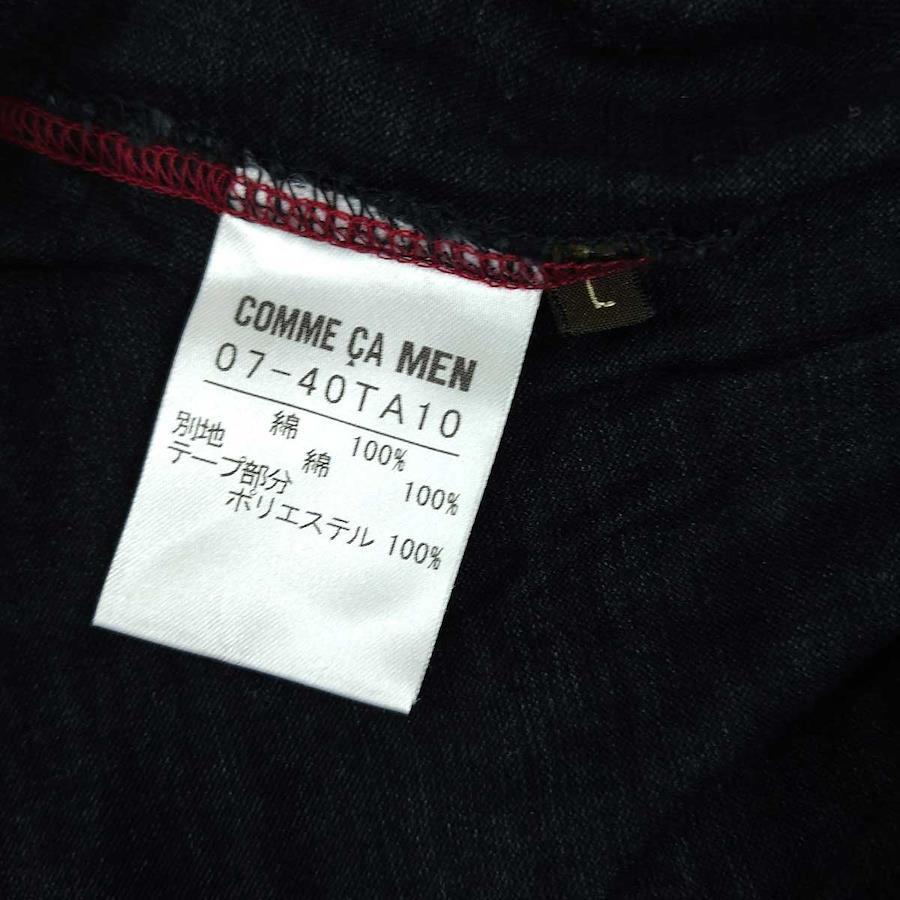 COMME ÇA MEN
07-40TA10
綿 100%
別地 綿 100%
テープ部分
ポリエステル 100%
L